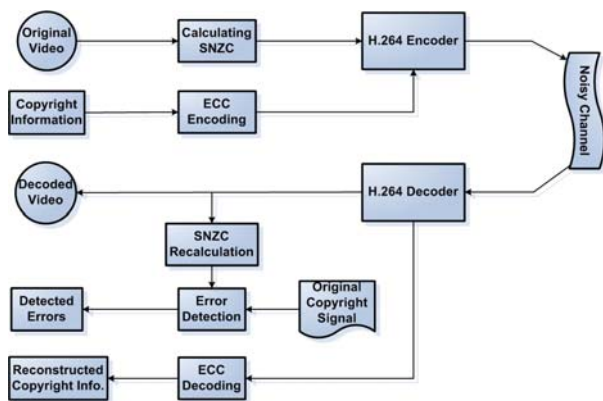 Original
Video
Calculating
SNZC
H.264 Encoder
Noisy Channel
Copyright
Information
ECC
Encoding
Decoded
Video
H.264 Decoder
SNZC
Recalculation
Detected
Errors
Error
Detection
Original
Copyright
Signal
Reconstructed
Copyright Info.
ECC
Decoding